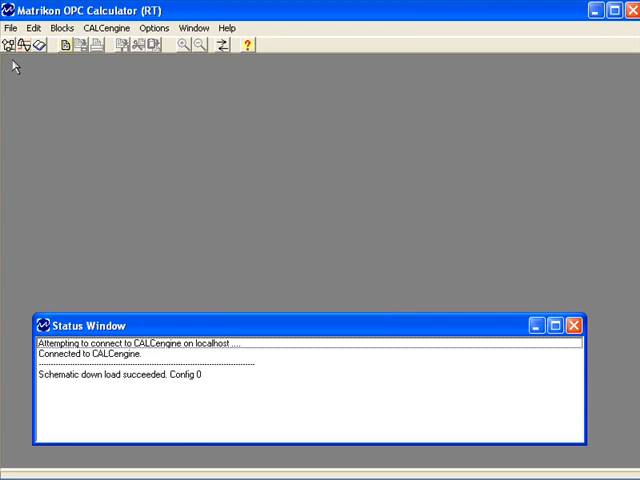 Matrikon OPC Calculator (RT)
File Edit Blocks CALCengine Options Window Help
?
Status Window
Attempting to connect to CALCengine on localhost ....
Connected to CALCengine.
--------------------------------------------------------------------------------
Schematic down load succeeded. Config 0